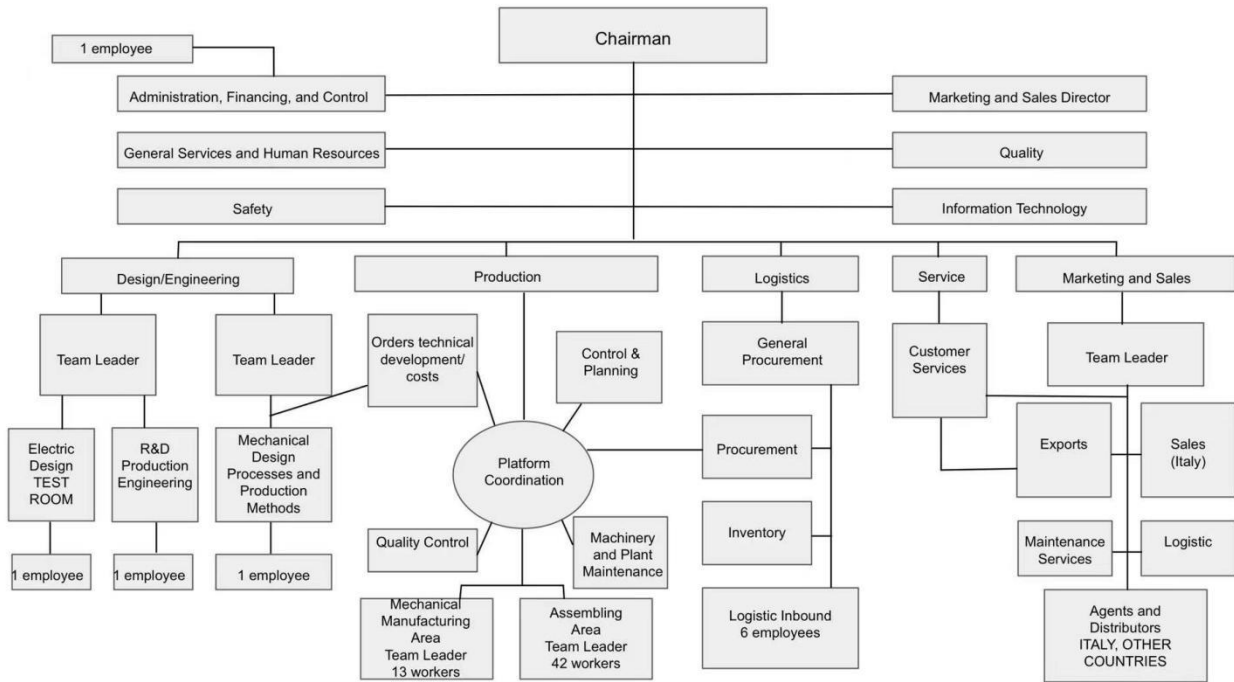 Chairman
1 employee
Administration, Financing, and Control
Marketing and Sales Director
General Services and Human Resources
Quality
Safety
Information Technology
Design/Engineering
Production
Logistics
Service
Marketing and Sales
Team Leader
Team Leader
Orders technical
development/
costs
Control &
Planning
General
Procurement
Customer
Services
Team Leader
Electric
Design
TEST
ROOM
R&D
Production
Engineering
Mechanical
Design
Processes and
Production
Methods
Platform
Coordination
Procurement
Exports
Sales
(Italy)
Quality Control
Machinery
and Plant
Maintenance
Inventory
Maintenance
Services
Logistic
1 employee
1 employee
1 employee
Mechanical
Manufacturing
Area
Team Leader
13 workers
Assembling
Area
Team Leader
42 workers
Logistic Inbound
6 employees
Agents and
Distributors
ITALY, OTHER
COUNTRIES